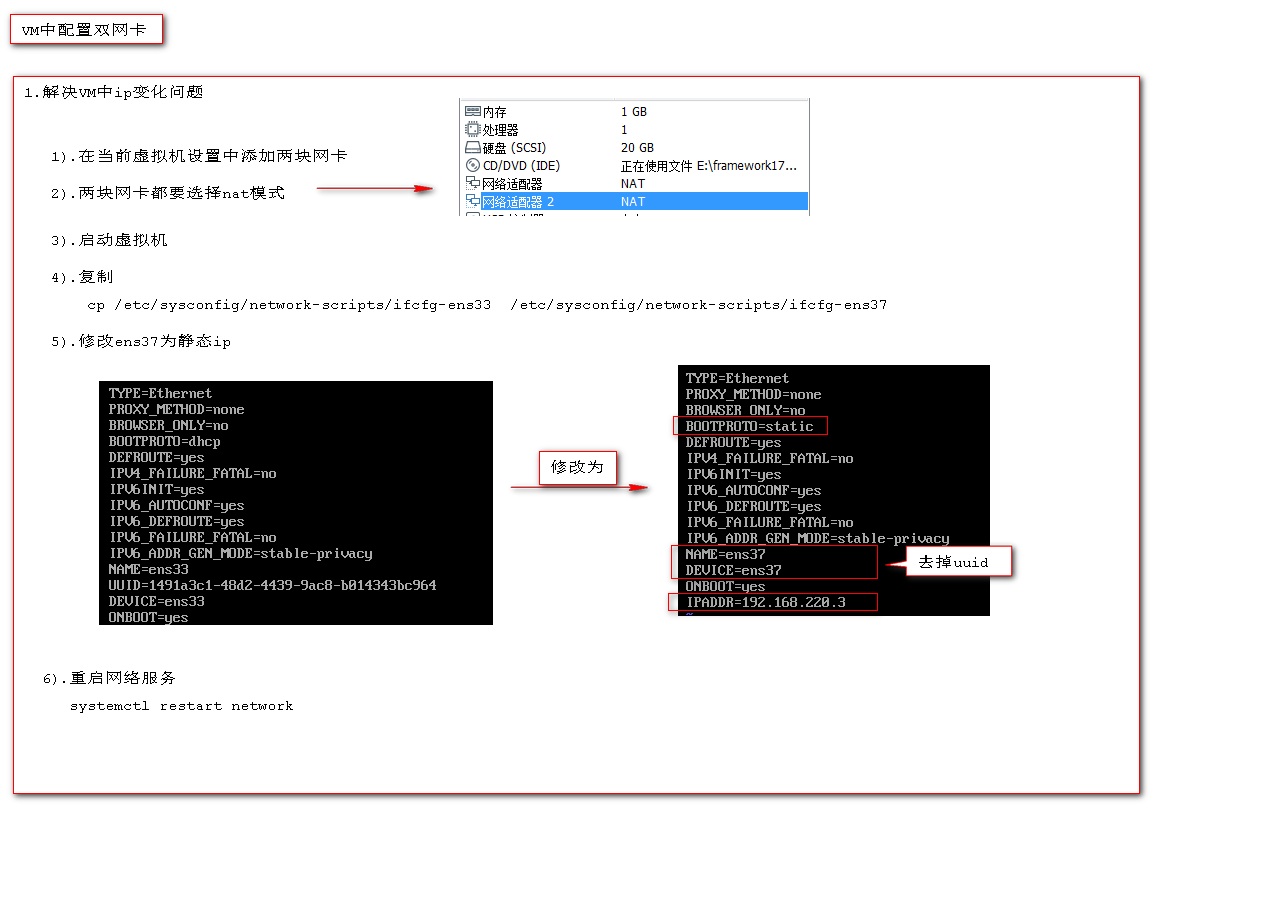 VM中配置双网卡
1.解决VM中ip变化问题
内存 1 GB
处理器 1
硬盘 (SCSI) 20 GB
CD/DVD (IDE) 正在使用文件 E:\framework17...
网络适配器 NAT
网络适配器 2 NAT
1).在当前虚拟机设置中添加两块网卡
2).两块网卡都要选择nat模式
3).启动虚拟机
4).复制
cp /etc/sysconfig/network-scripts/ifcfg-ens33 /etc/sysconfig/network-scripts/ifcfg-ens37
5).修改ens37为静态ip
TYPE=Ethernet
PROXY_METHOD=none
BROWSER_ONLY=no
BOOTPROTO=dhcp
DEFROUTE=yes
IPV4_FAILURE_FATAL=no
IPV6INIT=yes
IPV6_AUTOCONF=yes
IPV6_DEFROUTE=yes
IPV6_FAILURE_FATAL=no
IPV6_ADDR_GEN_MODE=stable-privacy
NAME=ens33
UUID=1491a3c1-48d2-4439-9ac8-b014343bc964
DEVICE=ens33
ONBOOT=yes
修改为
TYPE=Ethernet
PROXY_METHOD=none
BROWSER_ONLY=no
BOOTPROTO=static
DEFROUTE=yes
IPV4_FAILURE_FATAL=no
IPV6INIT=yes
IPV6_AUTOCONF=yes
IPV6_DEFROUTE=yes
IPV6_FAILURE_FATAL=no
IPV6_ADDR_GEN_MODE=stable-privacy
NAME=ens37
DEVICE=ens37
ONBOOT=yes
IPADDR=192.168.220.3
去掉uuid
6).重启网络服务
systemctl restart network